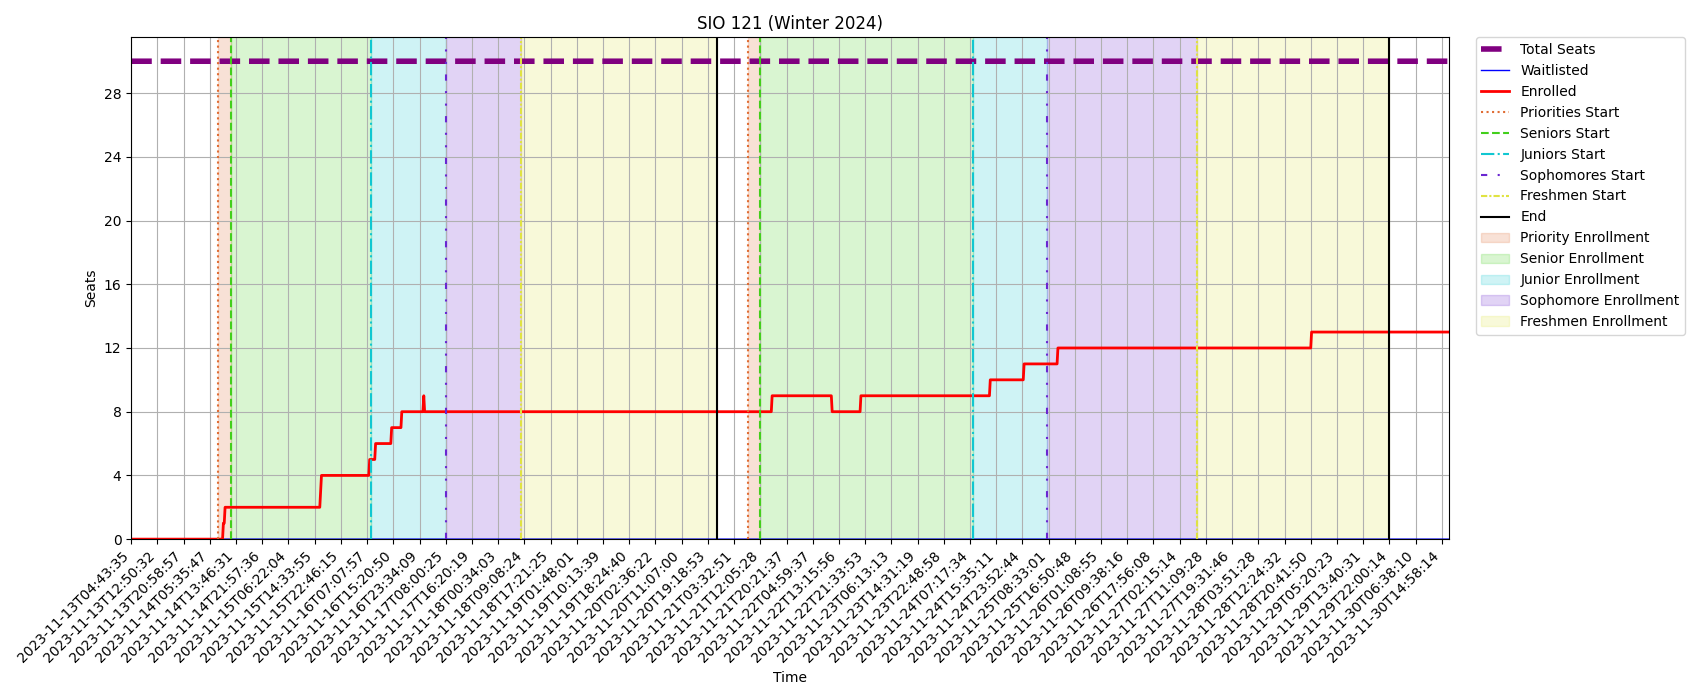 SIO 121 (Winter 2024)
Seats
28
24
20
16
12
8
4
0
2023-11-13T04:43:35
2023-11-13T12:50:32
2023-11-13T20:58:57
2023-11-14T05:35:47
2023-11-14T13:46:31
2023-11-14T21:57:36
2023-11-15T06:22:04
2023-11-15T14:33:55
2023-11-15T22:46:15
2023-11-16T07:07:57
2023-11-16T15:20:50
2023-11-16T23:34:09
2023-11-17T08:00:25
2023-11-17T16:20:19
2023-11-18T00:34:03
2023-11-18T09:08:24
2023-11-18T17:21:25
2023-11-19T01:48:01
2023-11-19T10:13:39
2023-11-19T18:24:40
2023-11-20T02:36:22
2023-11-20T11:07:00
2023-11-20T19:18:53
2023-11-21T03:32:51
2023-11-21T12:05:28
2023-11-21T20:21:37
2023-11-22T04:59:37
2023-11-22T13:15:56
2023-11-22T21:33:53
2023-11-23T06:13:13
2023-11-23T14:31:19
2023-11-23T22:48:58
2023-11-24T07:17:34
2023-11-24T15:35:11
2023-11-24T23:52:44
2023-11-25T08:33:01
2023-11-25T16:50:48
2023-11-26T01:08:55
2023-11-26T09:38:16
2023-11-26T17:56:08
2023-11-27T02:15:14
2023-11-27T11:09:28
2023-11-27T19:31:46
2023-11-28T03:51:28
2023-11-28T12:24:32
2023-11-28T20:41:50
2023-11-29T05:20:23
2023-11-29T13:40:31
2023-11-29T22:00:14
2023-11-30T06:38:10
2023-11-30T14:58:14
Time
Total Seats
Waitlisted
Enrolled
Priorities Start
Seniors Start
Juniors Start
Sophomores Start
Freshmen Start
End
Priority Enrollment
Senior Enrollment
Junior Enrollment
Sophomore Enrollment
Freshmen Enrollment